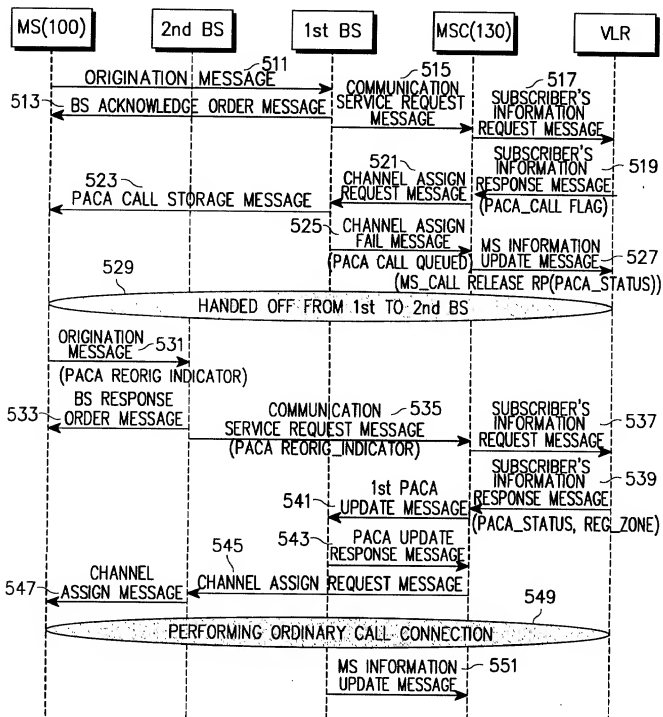 MS(100)
2nd BS
1st BS
MSC(130)
VLR
511
ORIGINATION MESSAGE
513
BS ACKNOWLEDGE ORDER MESSAGE
515
COMMUNICATION
SERVICE REQUEST
MESSAGE
517
SUBSCRIBER'S
INFORMATION
REQUEST MESSAGE
519
SUBSCRIBER'S
INFORMATION
RESPONSE MESSAGE
(PACA_CALL FLAG)
521
CHANNEL ASSIGN
REQUEST MESSAGE
523
PACA CALL STORAGE MESSAGE
525
CHANNEL ASSIGN
FAIL MESSAGE
(PACA CALL QUEUED)
MS INFORMATION
UPDATE MESSAGE
527
(MS_CALL RELEASE RP(PACA_STATUS))
529
HANDED OFF FROM 1st TO 2nd BS
ORIGINATION
MESSAGE
531
(PACA REORIG INDICATOR)
533
BS RESPONSE
ORDER MESSAGE
COMMUNICATION
535
SERVICE REQUEST MESSAGE
(PACA REORIG_INDICATOR)
SUBSCRIBER'S
INFORMATION
REQUEST MESSAGE
537
SUBSCRIBER'S
INFORMATION
RESPONSE MESSAGE
539
(PACA_STATUS, REG_ZONE)
541
1st PACA
UPDATE MESSAGE
543
PACA UPDATE
RESPONSE MESSAGE
545
CHANNEL ASSIGN REQUEST MESSAGE
547
CHANNEL
ASSIGN MESSAGE
549
PERFORMING ORDINARY CALL CONNECTION
MS INFORMATION
UPDATE MESSAGE
551